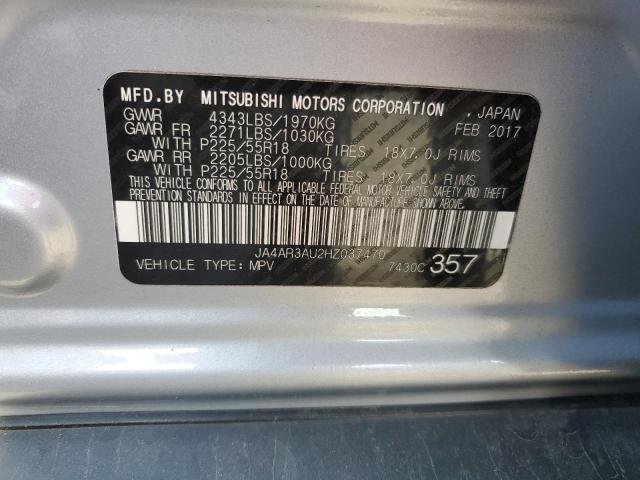 MFD.BY MITSUBISHI MOTORS CORPORATION , JAPAN
GVWR 4343LBS/1970KG FEB 2017
GAWR FR 2271LBS/1030KG
WITH P225/55R18 TIRES, 18X7.0J RIMS
GAWR RR 2205LBS/1000KG
WITH P225/55R18 TIRES, 18X7.0J RIMS
THIS VEHICLE CONFORMS TO ALL APPLICABLE FEDERAL MOTOR VEHICLE SAFETY AND THEFT
PREVENTION STANDARDS IN EFFECT ON THE DATE OF MANUFACTURE SHOWN ABOVE.
JA4AR3AU2HZ037470
VEHICLE TYPE: MPV 7430C 357